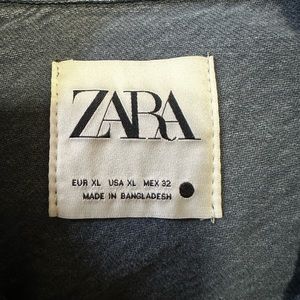 ZARA
EUR XL USA XL MEX 32
MADE IN BANGLADESH